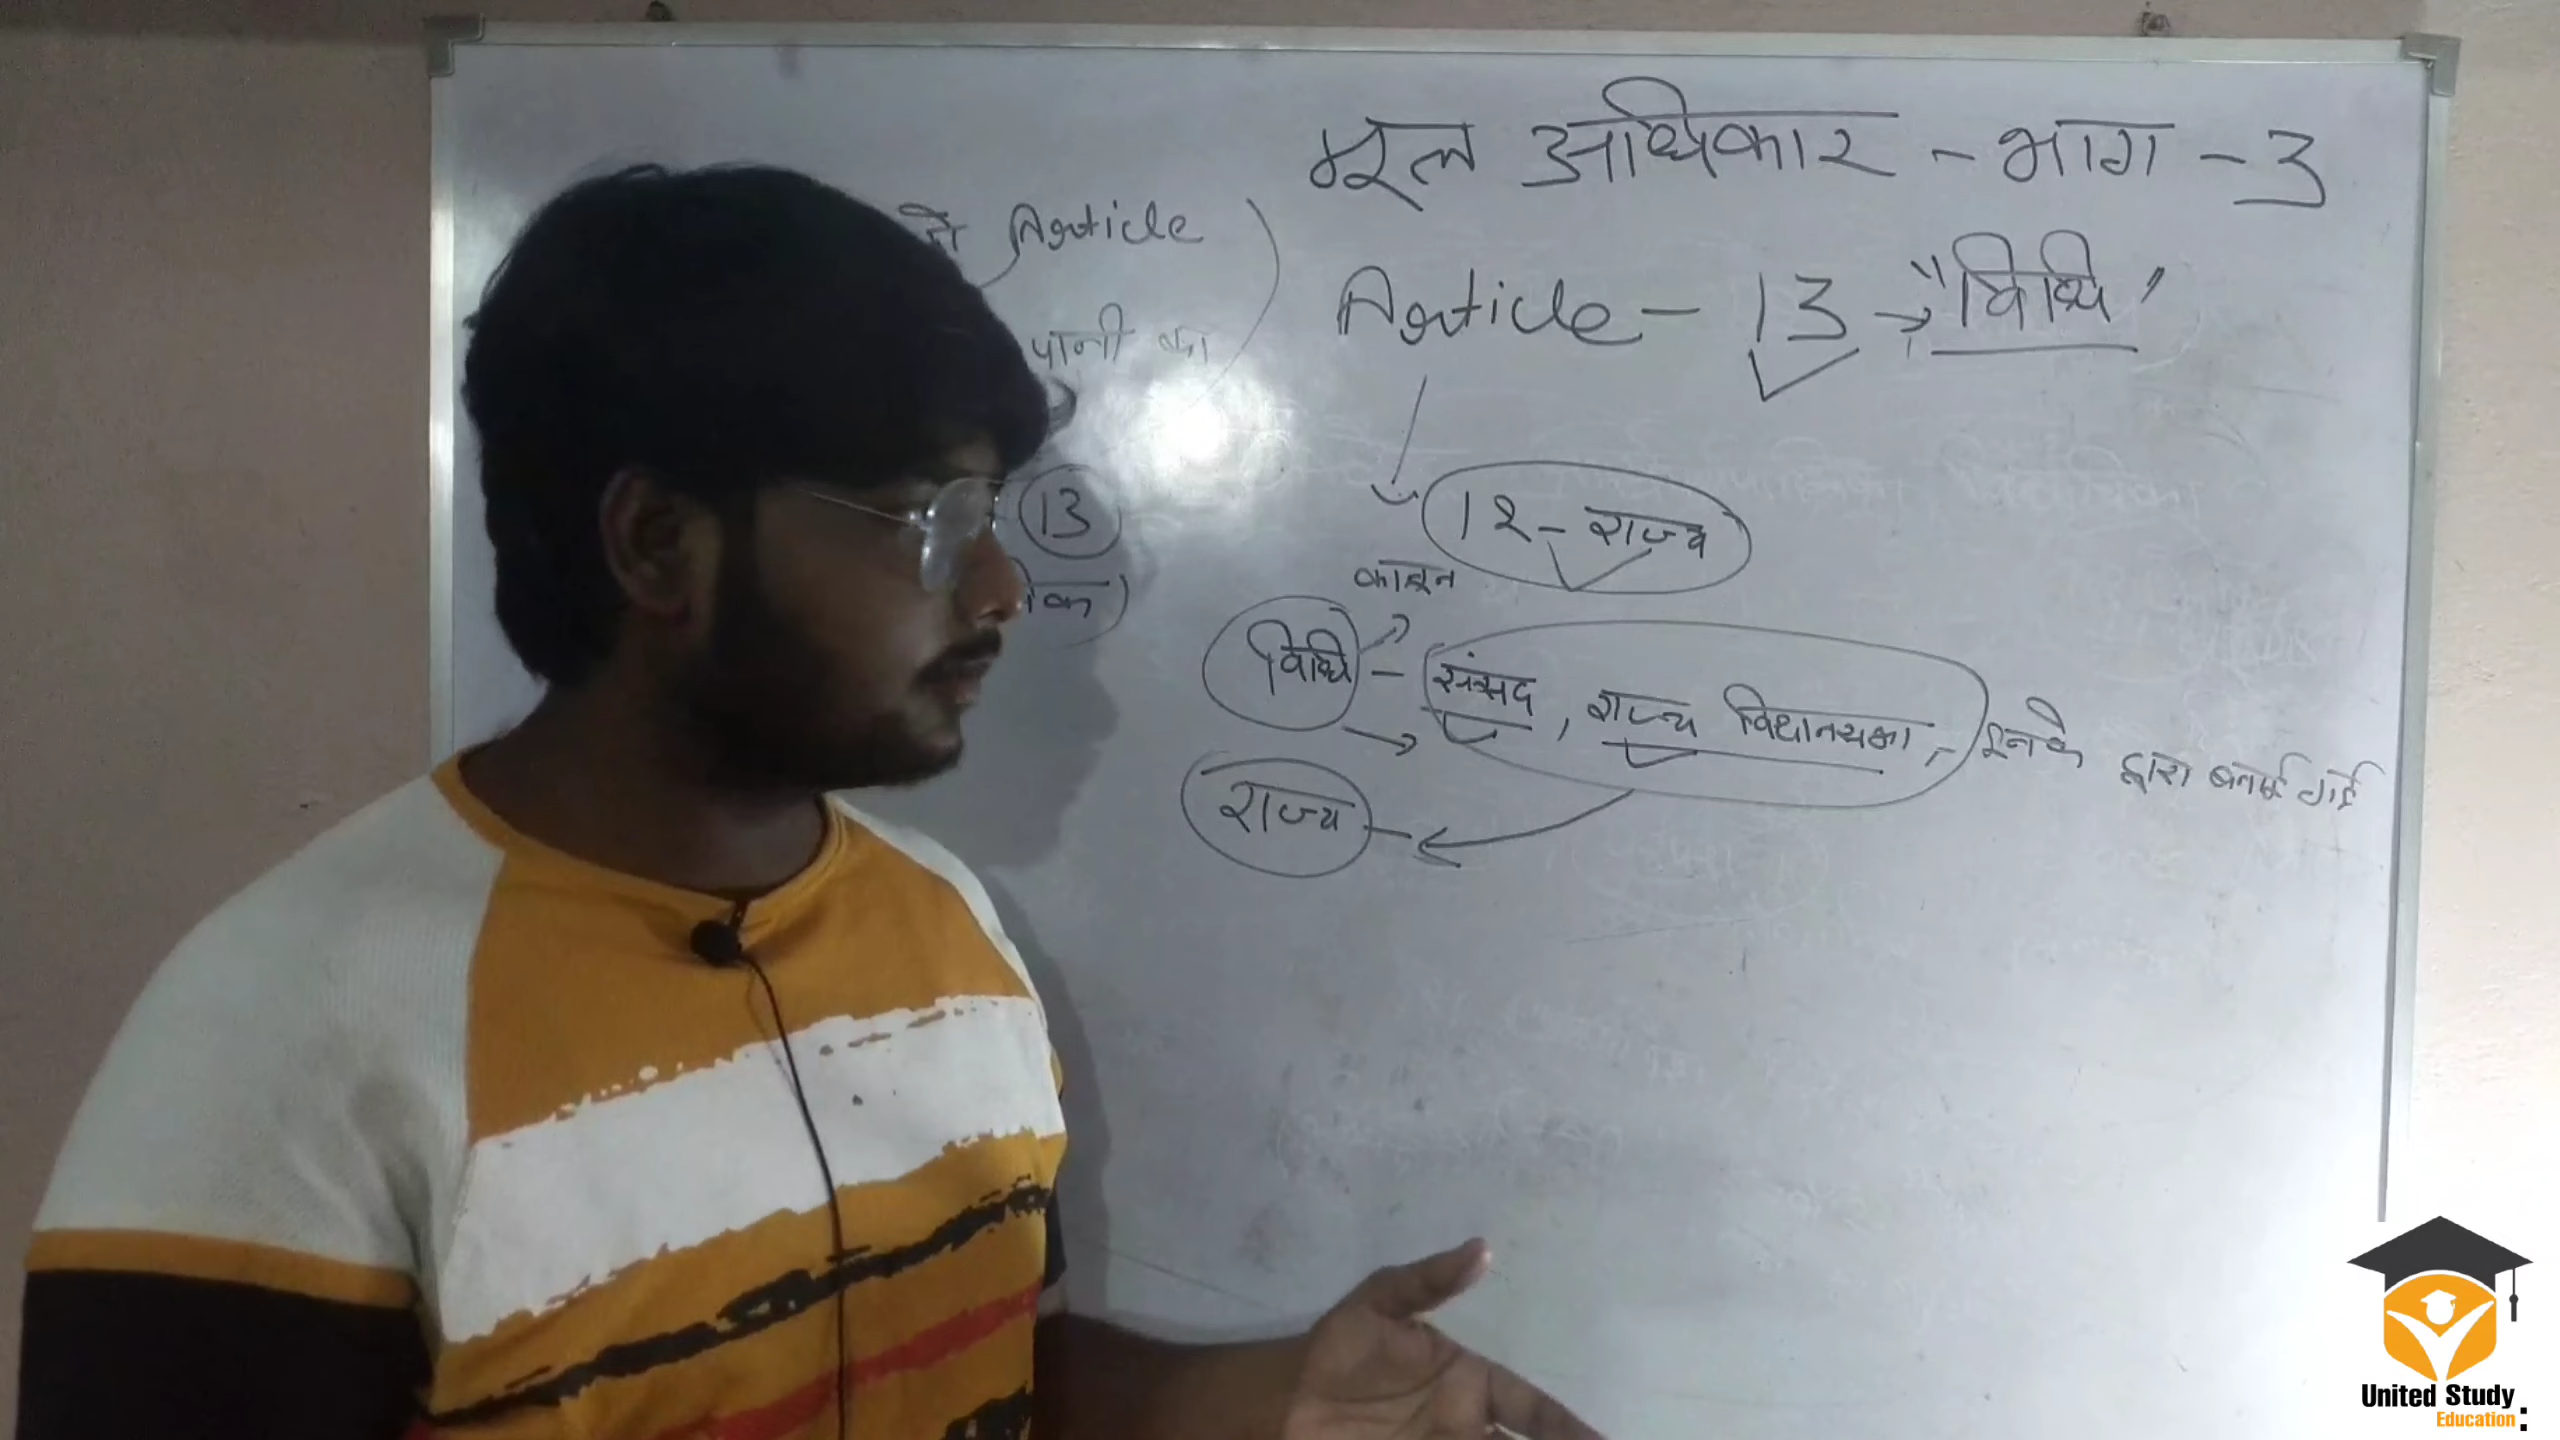 मूल अधिकार - भाग - 3
Article - 13 → "विधि"
Article
पानी का
13
12 - राज्य
कानून
विधि - संसद, राज्य विधानसभा, इनके द्वारा बनाई गई
राज्य -
United Study
Education